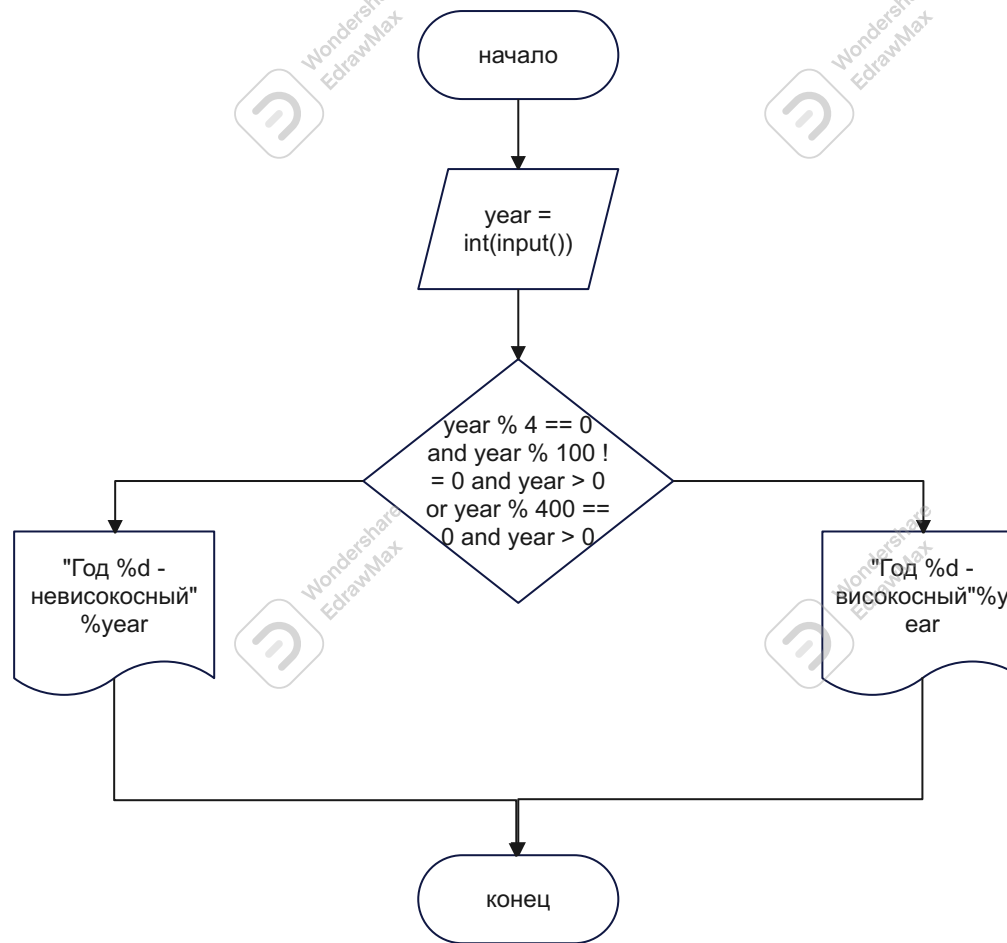 Wondershare
EdrawMax
Wondershare
EdrawMax
начало
year =
int(input())
year % 4 == 0
and year % 100 !
= 0 and year > 0
or year % 400 ==
0 and year > 0
"Год %d -
невисокосный"
%year
Wondershare
EdrawMax
Wondershare
EdrawMax
"Год %d -
високосный"%y
ear
конец